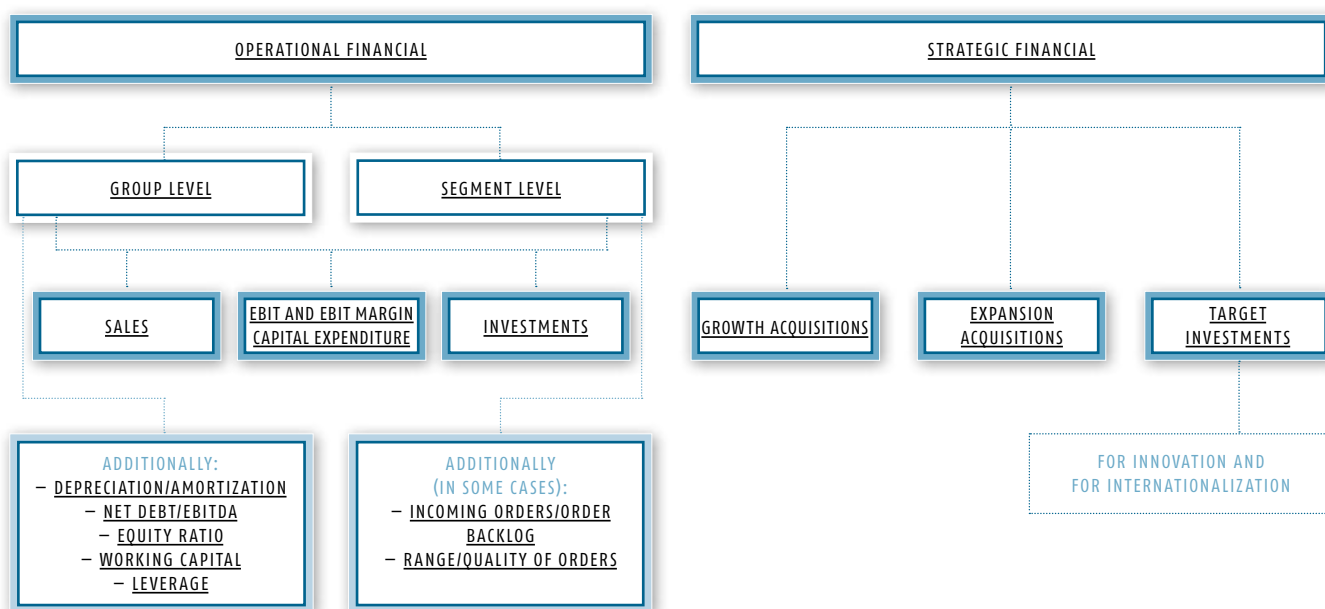 OPERATIONAL FINANCIAL
STRATEGIC FINANCIAL
GROUP LEVEL
SEGMENT LEVEL
SALES
EBIT AND EBIT MARGIN
CAPITAL EXPENDITURE
INVESTMENTS
GROWTH ACQUISITIONS
EXPANSION
ACQUISITIONS
TARGET
INVESTMENTS
ADDITIONALLY:
– DEPRECIATION/AMORTIZATION
– NET DEBT/EBITDA
– EQUITY RATIO
– WORKING CAPITAL
– LEVERAGE
ADDITIONALLY
(IN SOME CASES):
– INCOMING ORDERS/ORDER
BACKLOG
– RANGE/QUALITY OF ORDERS
FOR INNOVATION AND
FOR INTERNATIONALIZATION